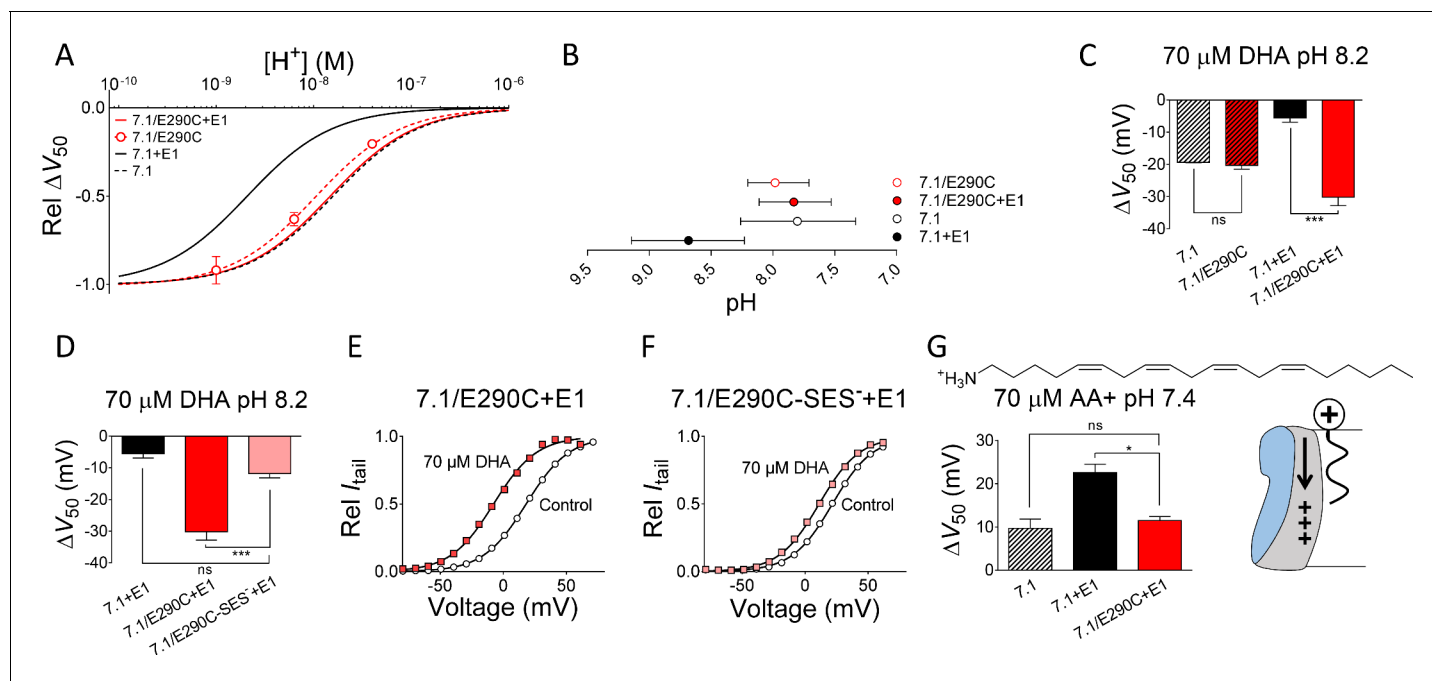 A
[H⁺] (M)
10⁻¹⁰ 10⁻⁹ 10⁻⁸ 10⁻⁷ 10⁻⁶
0.0
-0.5
-1.0
Rel ΔV₅₀
7.1/E290C+E1
7.1/E290C
7.1+E1
7.1
B
7.1/E290C
7.1/E290C+E1
7.1
7.1+E1
9.5 9.0 8.5 8.0 7.5 7.0
pH
C
70 μM DHA pH 8.2
0
-10
-20
-30
-40
ΔV₅₀ (mV)
ns
***
7.1
7.1/E290C
7.1+E1
7.1/E290C+E1
D
70 μM DHA pH 8.2
0
-10
-20
-30
-40
ΔV₅₀ (mV)
***
ns
7.1+E1
7.1/E290C+E1
7.1/E290C-SES⁻+E1
E
7.1/E290C+E1
1.0
0.5
0.0
Rel Itail
70 μM DHA
Control
-50 0 50
Voltage (mV)
F
7.1/E290C-SES⁻+E1
1.0
0.5
0.0
Rel Itail
70 μM DHA
Control
-50 0 50
Voltage (mV)
G
⁺H₃N
70 μM AA+ pH 7.4
30
20
10
0
ΔV₅₀ (mV)
ns
*
7.1
7.1+E1
7.1/E290C+E1
+
+
+
+